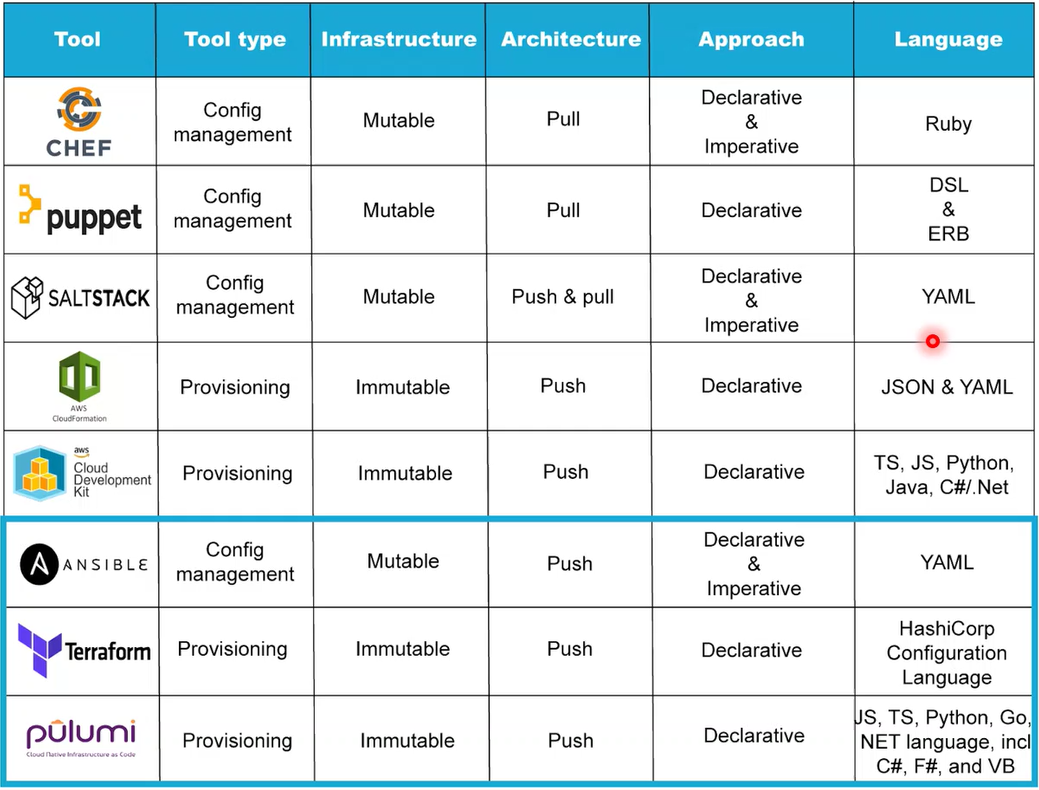 Tool Tool type Infrastructure Architecture Approach Language
CHEF
Config
management
Mutable
Pull
Declarative
&
Imperative
Ruby
puppet
Config
management
Mutable
Pull
Declarative
DSL
&
ERB
SALTSTACK
Config
management
Mutable
Push & pull
Declarative
&
Imperative
YAML
AWS
CloudFormation
Provisioning
Immutable
Push
Declarative
JSON & YAML
aws
Cloud
Development
Kit
Provisioning
Immutable
Push
Declarative
TS, JS, Python,
Java, C#/.Net
A
ANSIBLE
Config
management
Mutable
Push
Declarative
&
Imperative
YAML
Terraform
Provisioning
Immutable
Push
Declarative
HashiCorp
Configuration
Language
pulumi
Cloud Native Infrastructure as Code
Provisioning
Immutable
Push
Declarative
JS, TS, Python, Go,
NET language, incl
C#, F#, and VB